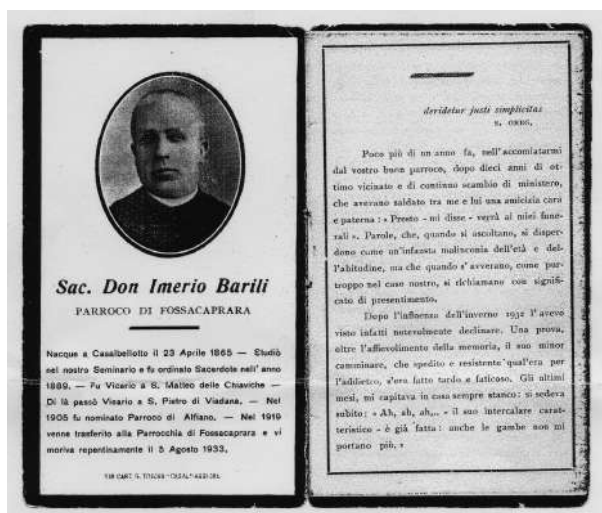 Sac. Don Imerio Barili
PARROCO DI FOSSACAPRARA
Nacque a Casalbellotto il 23 Aprile 1865 — Studiò
nel nostro Seminario e fu ordinato Sacerdote nell'anno
1889. — Fu Vicario a S. Matteo delle Chiaviche —
Di là passò Vicario a S. Pietro di Viadana. — Nel
1905 fu nominato Parroco di Alfiano. — Nel 1919
venne trasferito alla Parrocchia di Fossacaprara e vi
moriva repentinamente il 5 Agosto 1933.
deridetur justi simplicitas
S. GREG.
Poco più di un anno fa, nell'accomiatarmi
dal vostro buon parroco, dopo dieci anni di ot-
timo vicinato e di continuo scambio di ministero,
che avevano saldato tra me e lui una amicizia cara
e paterna : « Presto - mi disse - verrà ai miei fune-
rali ». Parole, che, quando si ascoltano, si disper-
dono come un'infausta malinconia dell'età e del-
l'abitudine, ma che quando s'avverano, come pur-
troppo nel caso nostro, si richiamano con signifi-
cato di presentimento.
Dopo l'influenza dell'inverno 1932 l'avevo
visto infatti notevolmente declinare. Una prova,
oltre l'affievolimento della memoria, il suo minor
camminare, che spedito e resistente qual'era per
l'addietro, s'era fatto tardo e faticoso. Gli ultimi
mesi, mi capitava in casa sempre stanco: si sedeva
subito: « Ah, ah, ah,.. - il suo intercalare carat-
teristico - è già fatta: anche le gambe non mi
portano più. »